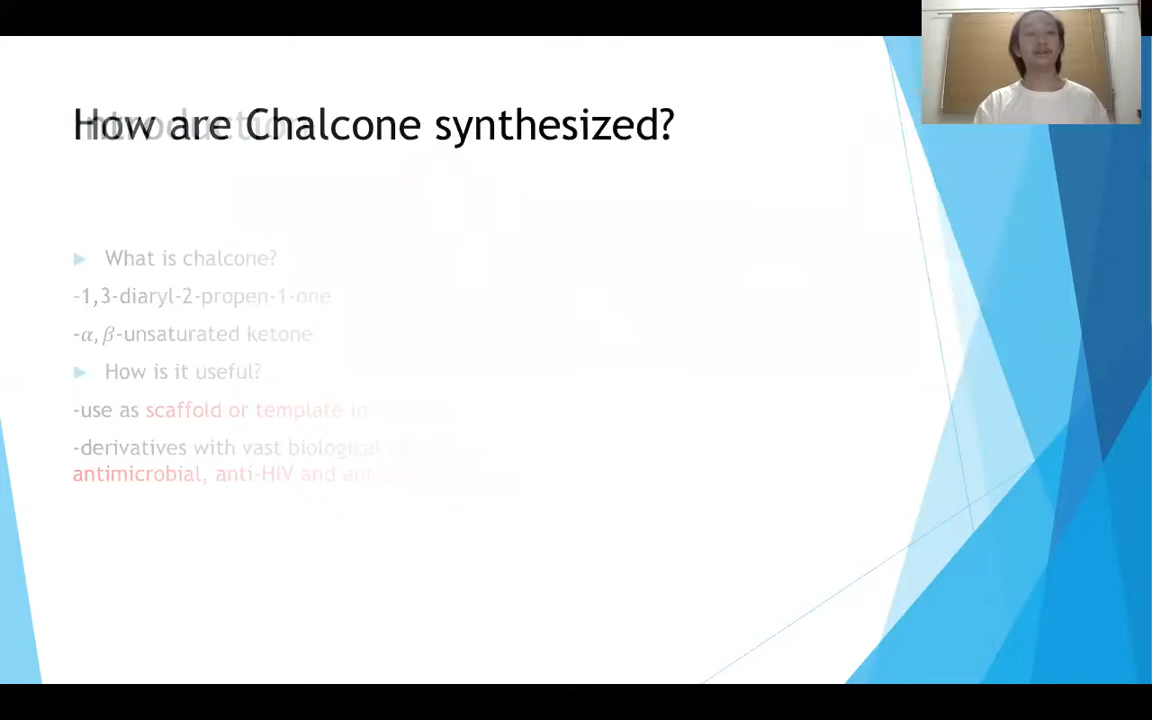 How are Chalcone synthesized?
What is chalcone?
-1,3-diaryl-2-propen-1-one
-α,β-unsaturated ketone
How is it useful?
-use as scaffold or template in
-derivatives with vast biological
antimicrobial, anti-HIV and